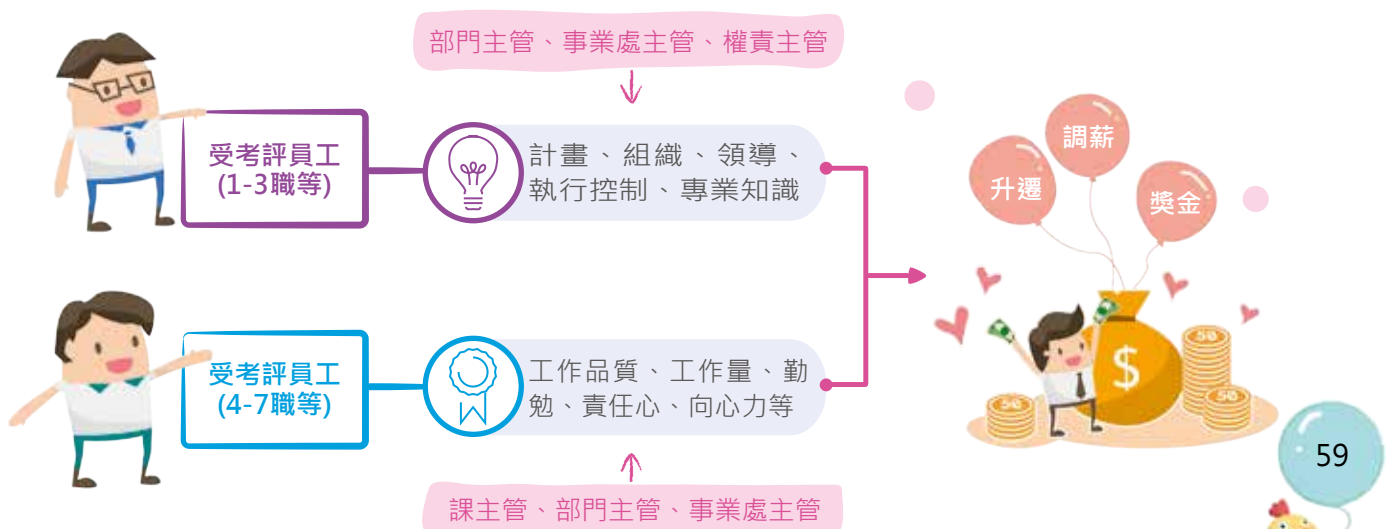 部門主管、事業處主管、權責主管
受考評員工
(1-3職等)
計畫、組織、領導、
執行控制、專業知識
受考評員工
(4-7職等)
工作品質、工作量、勤
勉、責任心、向心力等
課主管、部門主管、事業處主管
調薪
升遷
獎金
$
50
50
50
59